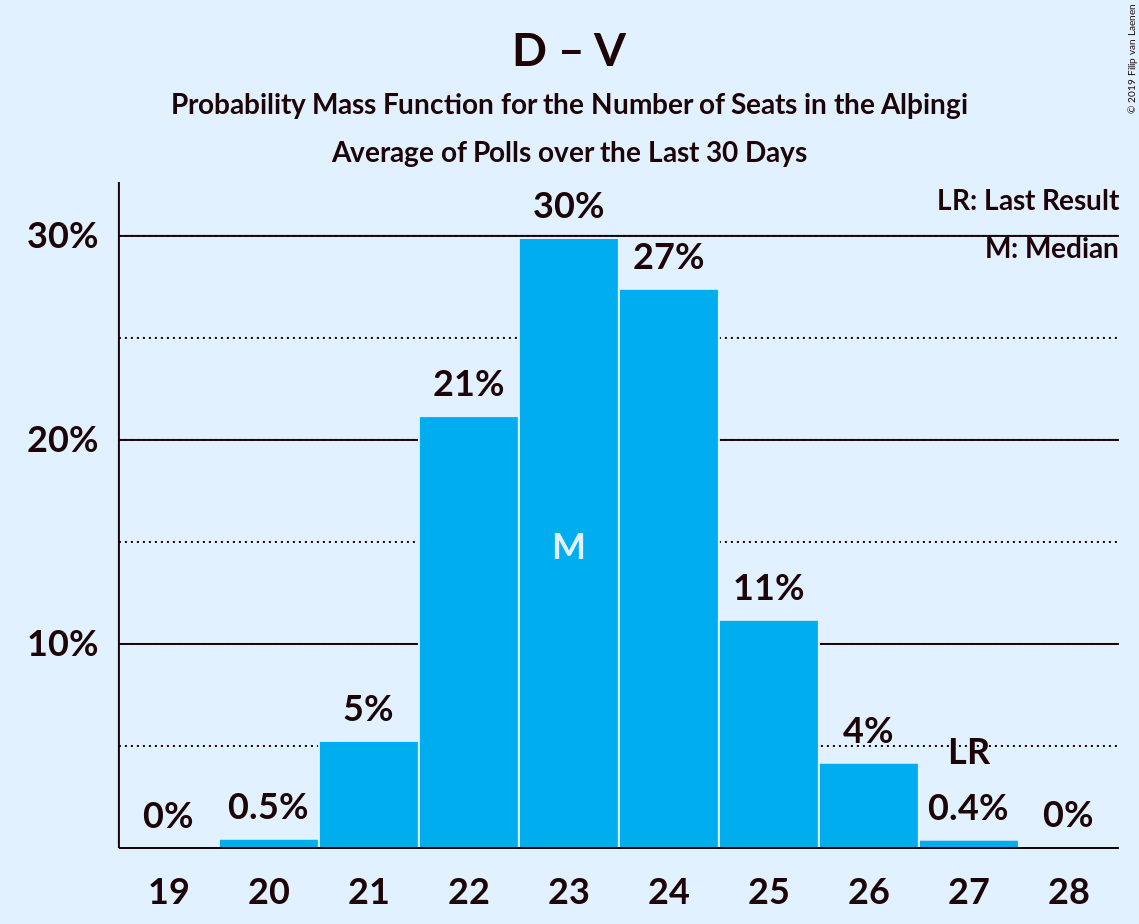 D – V
Probability Mass Function for the Number of Seats in the Alþingi
Average of Polls over the Last 30 Days
© 2019 Filip van Laenen
LR: Last Result
M: Median
30%
20%
10%
0%
0.5%
5%
21%
30%
27%
11%
4%
0.4%
0%
M
LR
19 20 21 22 23 24 25 26 27 28